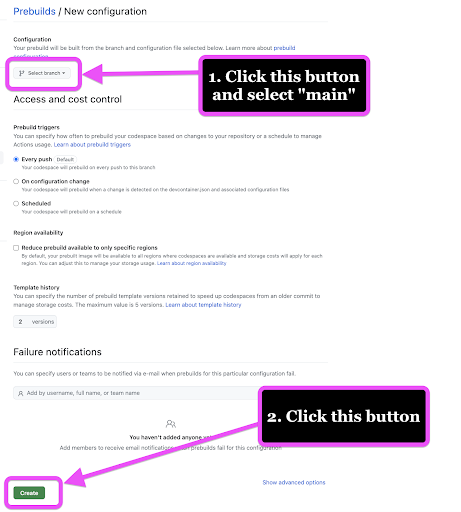 Prebuilds / New configuration
Configuration
Your prebuild will be built from the branch and configuration file selected below. Learn more about prebuild
configuration.
Select branch
1. Click this button
and select "main"
Access and cost control
Prebuild triggers
You can specify how often to prebuild your codespace based on changes to your repository or a schedule to manage
Actions usage. Learn about prebuild triggers
Every push Default
Your codespace will prebuild on every push to this branch
On configuration change
Your codespace will prebuild when a change is detected on the devcontainer.json and associated configuration files
Scheduled
Your codespace will prebuild on a schedule
Region availability
Reduce prebuild available to only specific regions
By default, your prebuilt image will be available to all regions where codespaces are available and storage costs will apply for each
region. You can adjust this to manage your storage usage. Learn about region availability
Template history
You can specify the number of prebuild template versions retained to speed up codespaces from an older commit to
manage storage costs. The maximum value is 5 versions. Learn about template history
2 versions
Failure notifications
You can specify users or teams to be notified via e-mail when prebuilds for this particular configuration fail.
Add by username, full name, or team name
2. Click this button
You haven't added anyone
Add members to receive email notifications prebuilds fail for this configuration
Show advanced options
Create